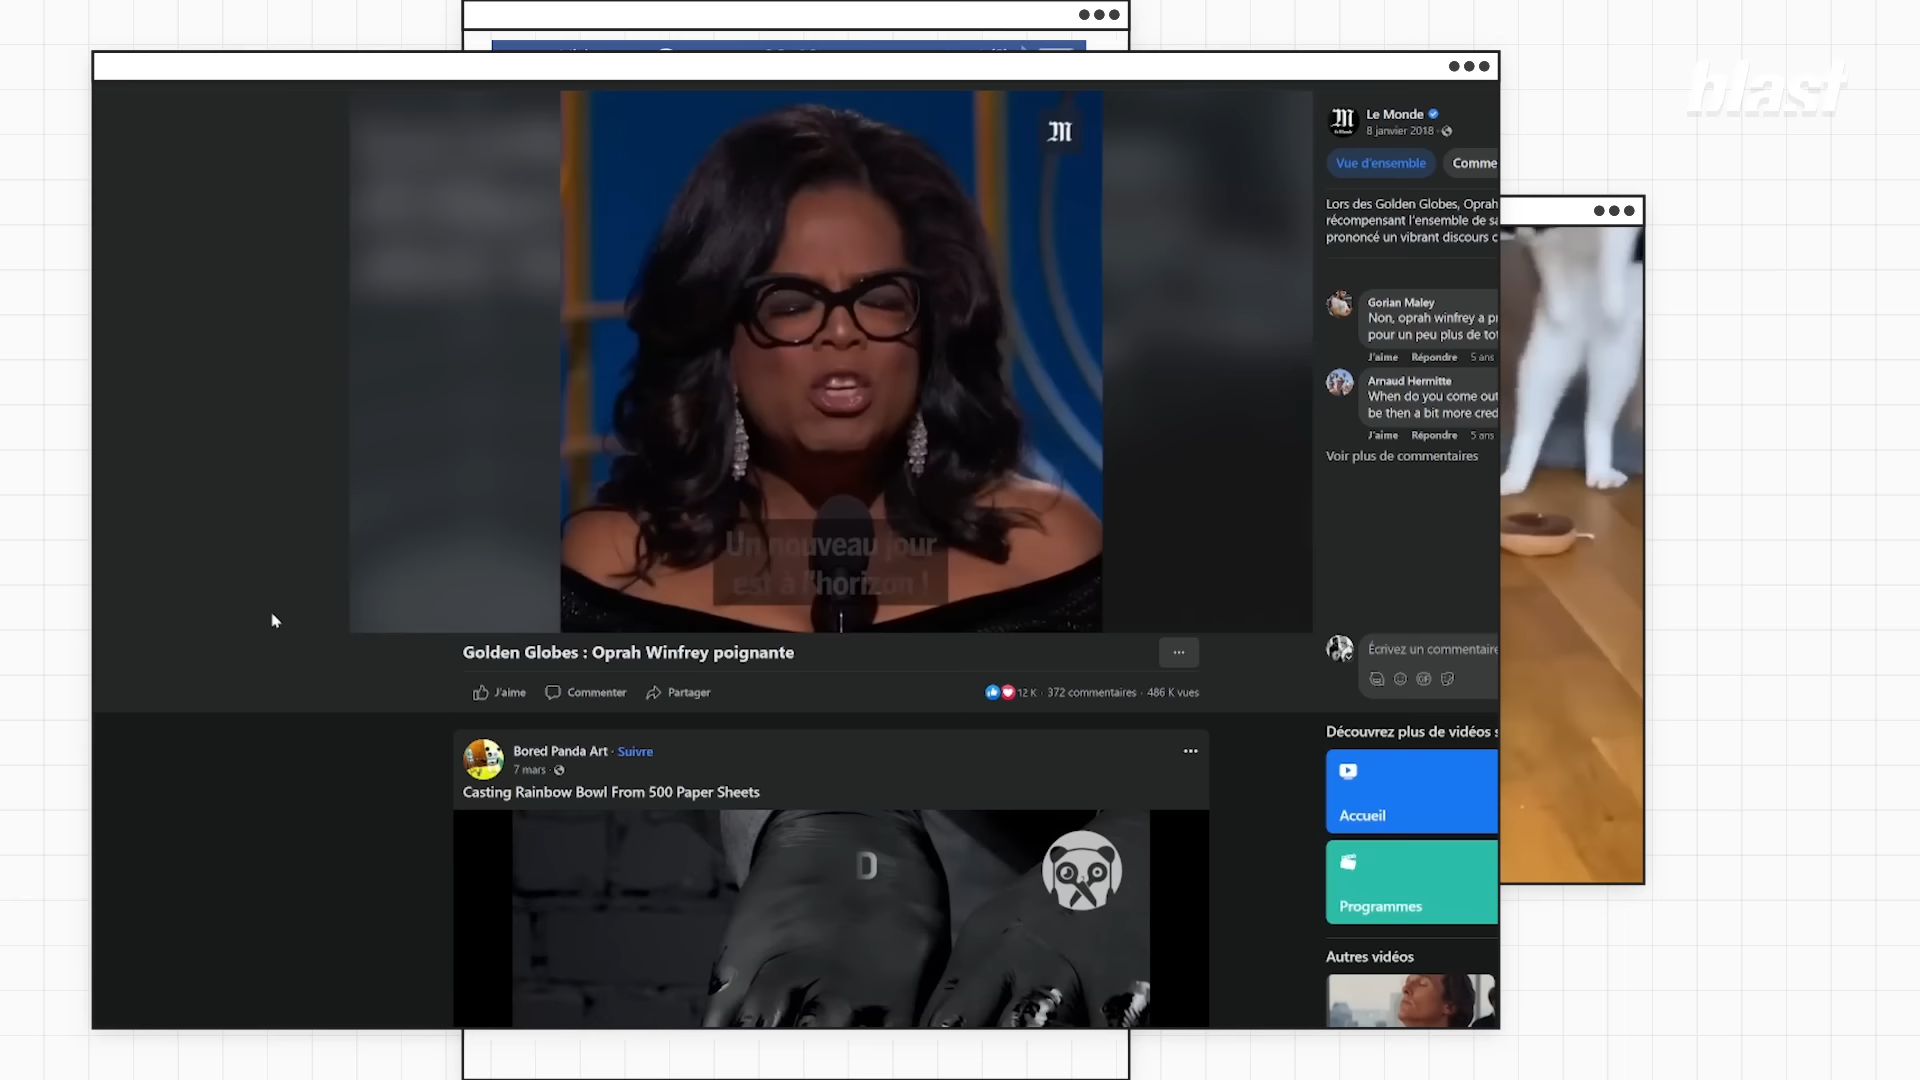 blast
M
Le Monde
8 janvier 2018
Vue d'ensemble
Comme
Lors des Golden Globes, Oprah
récompensant l'ensemble de sa
prononcé un vibrant discours c
Gorian Maley
Non, oprah winfrey a pr
pour un peu plus de tot
J'aime Répondre 5 ans
Arnaud Hermitte
When do you come out
be then a bit more cred
J'aime Répondre 5 ans
Voir plus de commentaires
Un nouveau jour
est à l'horizon !
Golden Globes : Oprah Winfrey poignante
...
J'aime Commenter Partager
12 K · 372 commentaires · 486 K vues
Écrivez un commentaire
GIF
Bored Panda Art · Suivre
7 mars
Casting Rainbow Bowl From 500 Paper Sheets
D
Découvrez plus de vidéos s
Accueil
Programmes
Autres vidéos